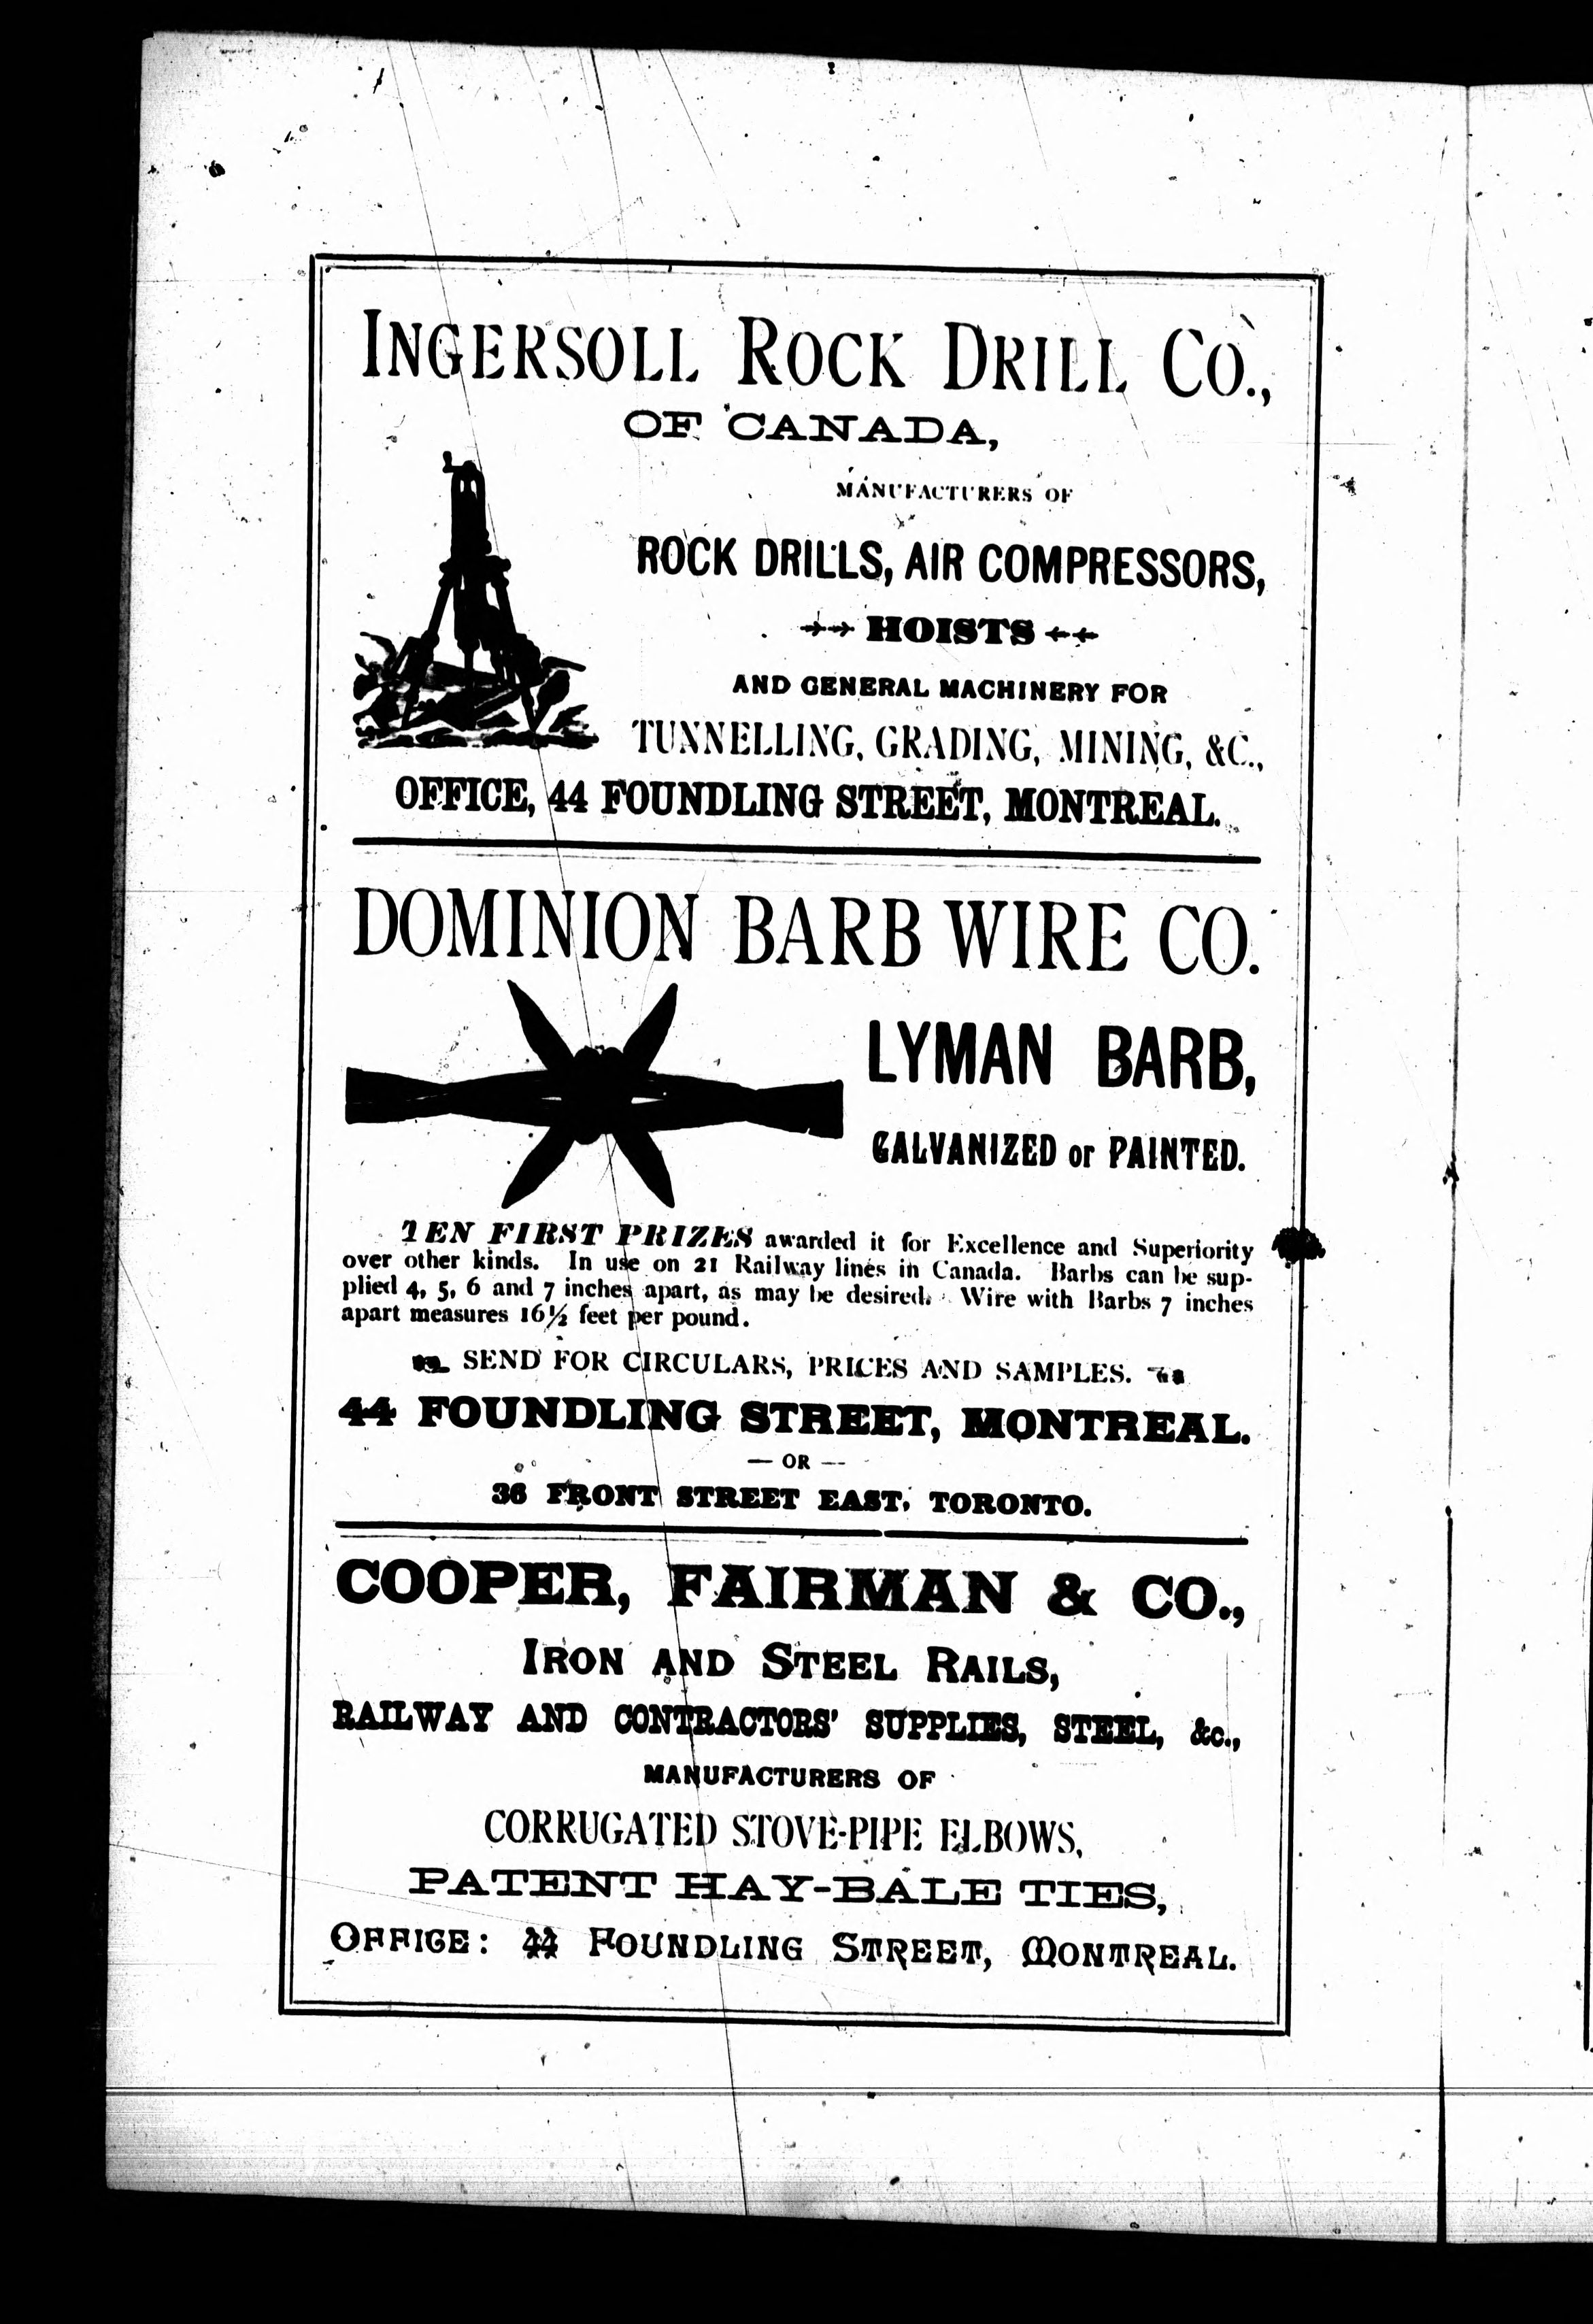 INGERSOLL ROCK DRILL CO.,
OF CANADA,
MANUFACTURERS OF
ROCK DRILLS, AIR COMPRESSORS,
HOISTS
AND GENERAL MACHINERY FOR
TUNNELLING, GRADING, MINING, &C.,
OFFICE, 44 FOUNDLING STREET, MONTREAL.
DOMINION BARB WIRE CO.
LYMAN BARB,
GALVANIZED or PAINTED.
TEN FIRST PRIZES awarded it for Excellence and Superiority
over other kinds. In use on 21 Railway lines in Canada. Barbs can be sup-
plied 4, 5, 6 and 7 inches apart, as may be desired. Wire with Barbs 7 inches
apart measures 16½ feet per pound.
SEND FOR CIRCULARS, PRICES AND SAMPLES.
44 FOUNDLING STREET, MONTREAL.
— OR —
36 FRONT STREET EAST, TORONTO.
COOPER, FAIRMAN & CO.,
IRON AND STEEL RAILS,
RAILWAY AND CONTRACTORS' SUPPLIES, STEEL, &c.,
MANUFACTURERS OF
CORRUGATED STOVE-PIPE ELBOWS,
PATENT HAY-BALE TIES,
OFFICE: 44 FOUNDLING STREET, MONTREAL.